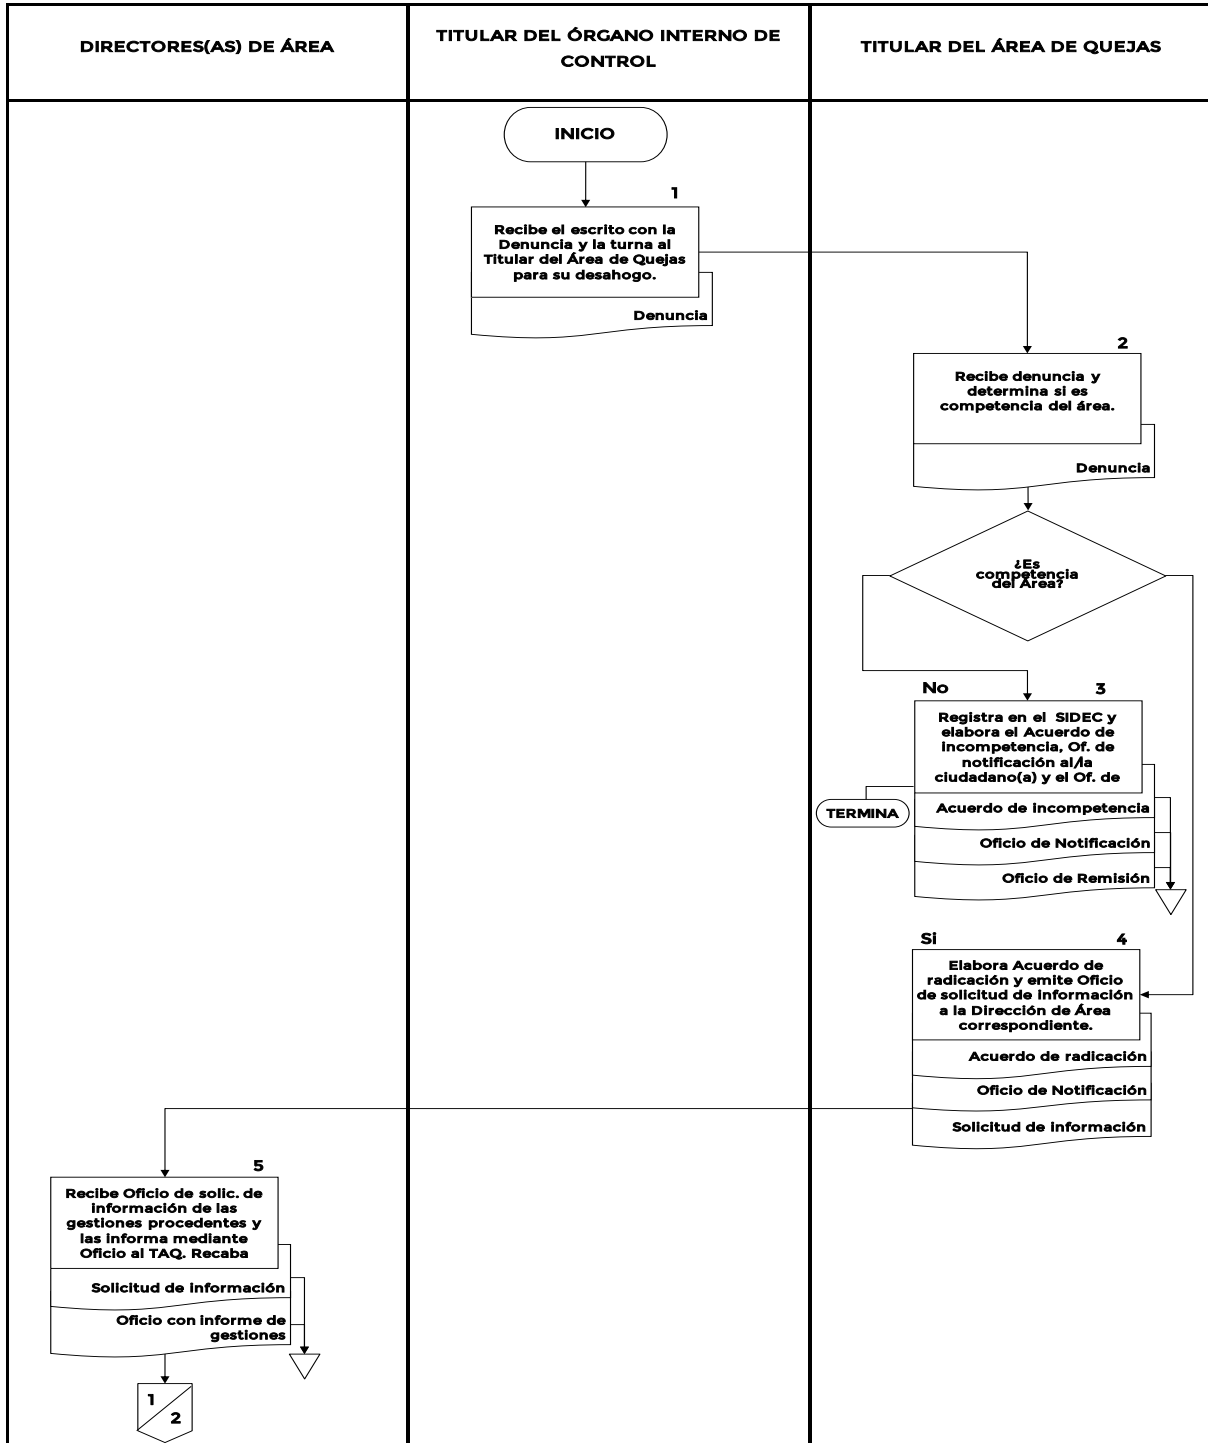 DIRECTORES(AS) DE ÁREA
TITULAR DEL ÓRGANO INTERNO DE
CONTROL
TITULAR DEL ÁREA DE QUEJAS
INICIO
1
Recibe el escrito con la
Denuncia y la turna al
Titular del Área de Quejas
para su desahogo.
Denuncia
2
Recibe denuncia y
determina si es
competencia del área.
Denuncia
¿Es
competencia
del Área?
No
3
Registra en el SIDEC y
elabora el Acuerdo de
incompetencia, Of. de
notificación al/la
ciudadano(a) y el Of. de
TERMINA
Acuerdo de incompetencia
Oficio de Notificación
Oficio de Remisión
Si
4
Elabora Acuerdo de
radicación y emite Oficio
de solicitud de información
a la Dirección de Área
correspondiente.
Acuerdo de radicación
Oficio de Notificación
Solicitud de información
5
Recibe Oficio de solic. de
información de las
gestiones procedentes y
las informa mediante
Oficio al TAQ. Recaba
Solicitud de información
Oficio con informe de
gestiones
1
2